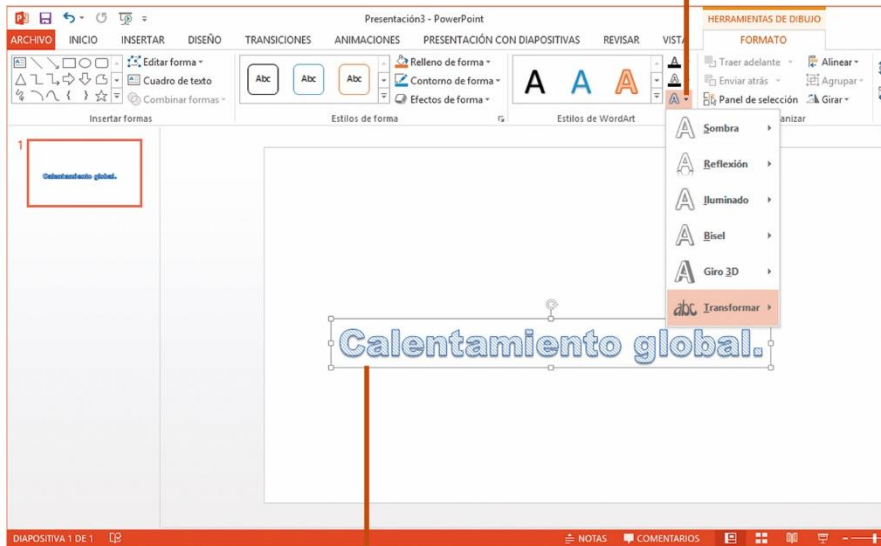 Presentación3 - PowerPoint
HERRAMIENTAS DE DIBUJO
ARCHIVO INICIO INSERTAR DISEÑO TRANSICIONES ANIMACIONES PRESENTACIÓN CON DIAPOSITIVAS REVISAR VISTA FORMATO
Editar forma
Cuadro de texto
Combinar formas
Insertar formas
Abc Abc Abc
Relleno de forma
Contorno de forma
Efectos de forma
Estilos de forma
A A A
Estilos de WordArt
Traer adelante
Enviar atrás
Panel de selección
Alinear
Agrupar
Girar
anizar
Sombra
Reflexión
Iluminado
Bisel
Giro 3D
abc Transformar
1
Calentamiento global.
Calentamiento global.
DIAPOSITIVA 1 DE 1
NOTAS COMENTARIOS